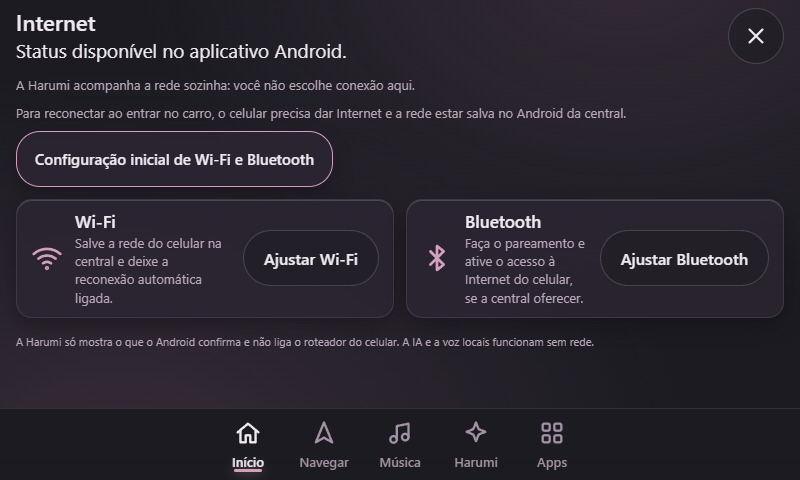 Internet
Status disponível no aplicativo Android.
A Harumi acompanha a rede sozinha: você não escolhe conexão aqui.
Para reconectar ao entrar no carro, o celular precisa dar Internet e a rede estar salva no Android da central.
Configuração inicial de Wi-Fi e Bluetooth
Wi-Fi
Salve a rede do celular na
central e deixe a
reconexão automática
ligada.
Ajustar Wi-Fi
Bluetooth
Faça o pareamento e
ative o acesso à
Internet do celular,
se a central oferecer.
Ajustar Bluetooth
A Harumi só mostra o que o Android confirma e não liga o roteador do celular. A IA e a voz locais funcionam sem rede.
Início
Navegar
Música
Harumi
Apps